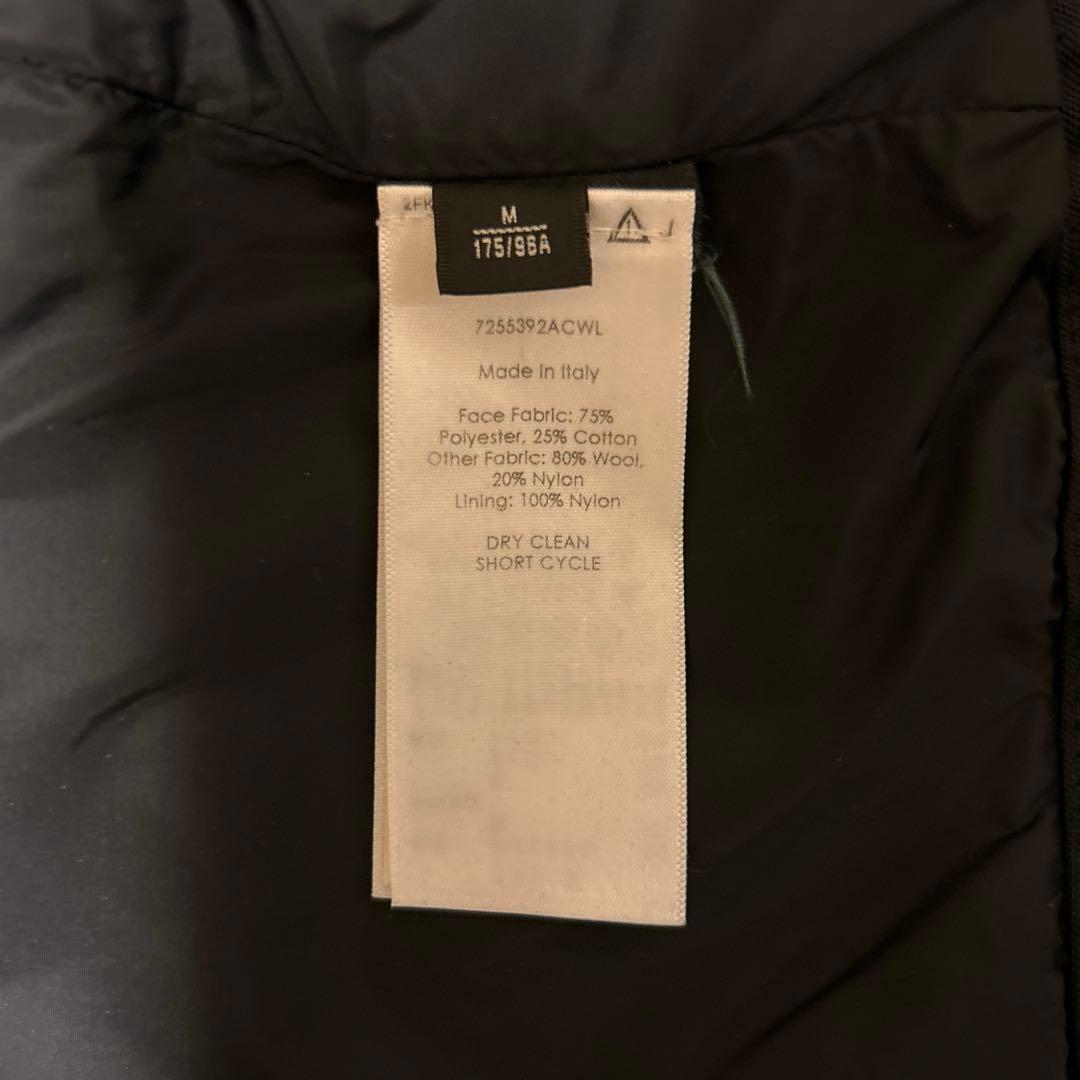 2FK
M
175/96A
7255392ACWL
Made in Italy
Face Fabric: 75%
Polyester, 25% Cotton
Other Fabric: 80% Wool,
20% Nylon
Lining: 100% Nylon
DRY CLEAN
SHORT CYCLE